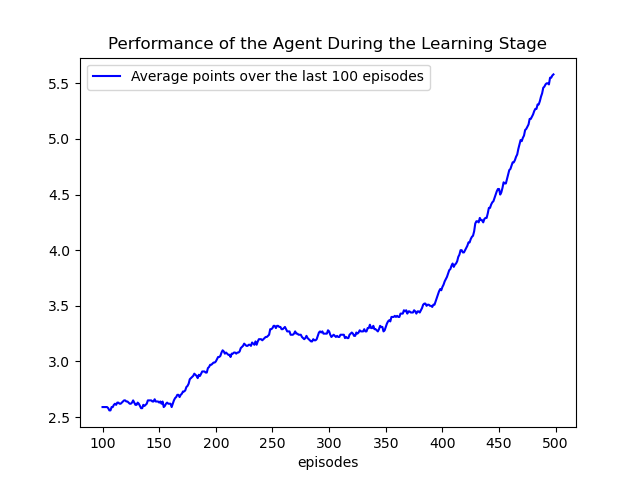 Performance of the Agent During the Learning Stage
Average points over the last 100 episodes
5.5
5.0
4.5
4.0
3.5
3.0
2.5
100 150 200 250 300 350 400 450 500
episodes